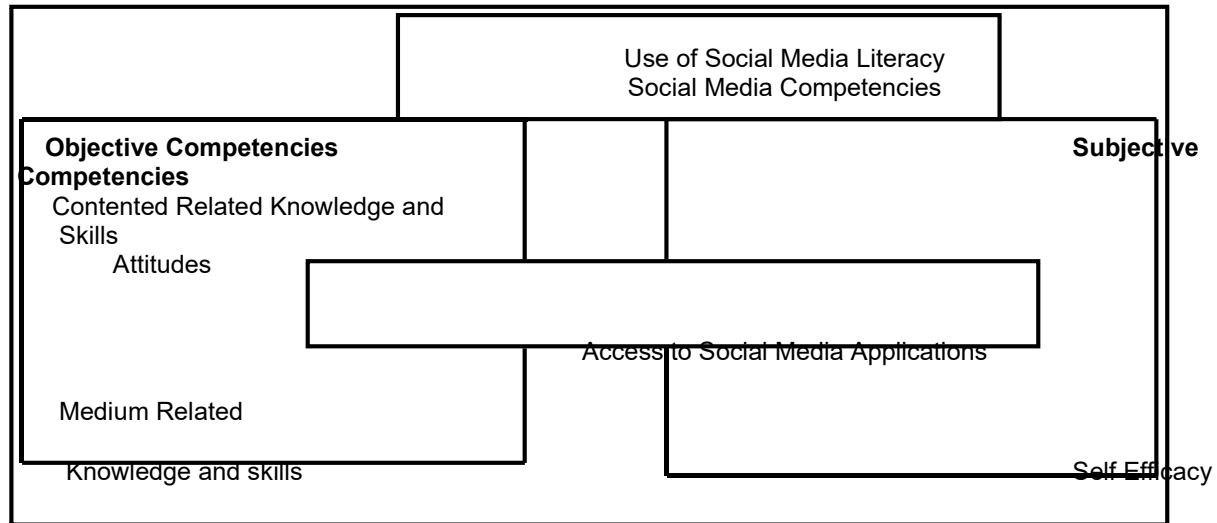 Use of Social Media Literacy
Social Media Competencies
Objective Competencies Subjective
Competencies
Contented Related Knowledge and
Skills
Attitudes
Access to Social Media Applications
Medium Related
Knowledge and skills Self Efficacy